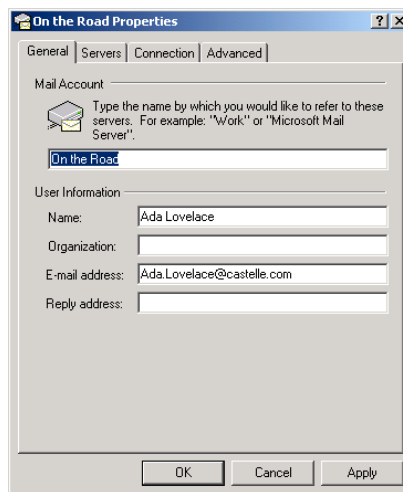 On the Road Properties
General Servers Connection Advanced
Mail Account
Type the name by which you would like to refer to these
servers. For example: "Work" or "Microsoft Mail
Server".
On the Road
User Information
Name: Ada Lovelace
Organization:
E-mail address: Ada.Lovelace@castelle.com
Reply address:
OK Cancel Apply